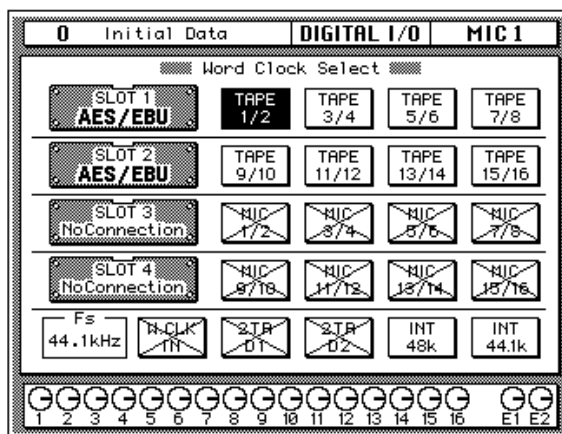 0 Initial Data DIGITAL I/O MIC 1
Word Clock Select
SLOT 1
AES/EBU
TAPE 1/2
TAPE 3/4
TAPE 5/6
TAPE 7/8
SLOT 2
AES/EBU
TAPE 9/10
TAPE 11/12
TAPE 13/14
TAPE 15/16
SLOT 3
NoConnection
MIC 1/2
MIC 3/4
MIC 5/6
MIC 7/8
SLOT 4
NoConnection
MIC 9/10
MIC 11/12
MIC 13/14
MIC 15/16
Fs
44.1kHz
W.CLK IN
2TR D1
2TR D2
INT 48k
INT 44.1k
1 2 3 4 5 6 7 8 9 10 11 12 13 14 15 16 E1 E2